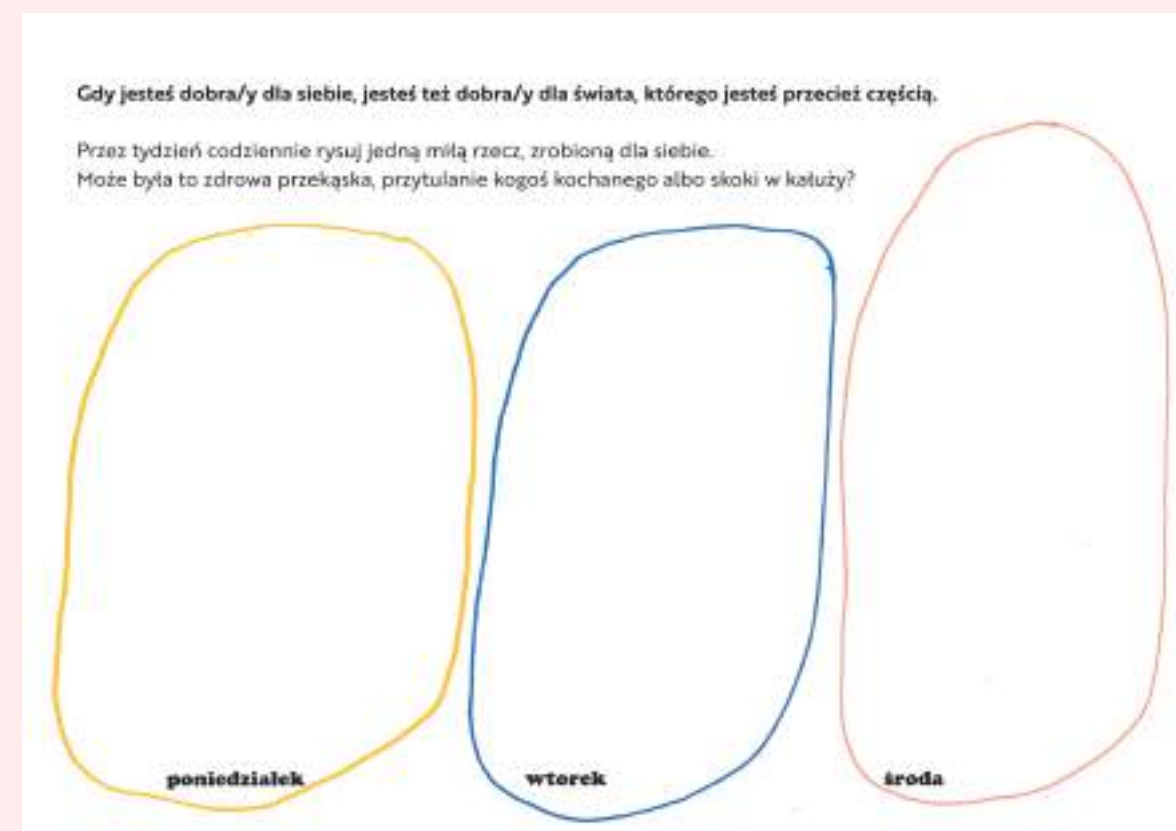 Gdy jesteś dobra/y dla siebie, jesteś też dobra/y dla świata, którego jesteś przecież częścią.
Przez tydzień codziennie rysuj jedną miłą rzecz, zrobioną dla siebie.
Może była to zdrowa przekąska, przytulanie kogoś kochanego albo skoki w kałuży?
poniedziałek
wtorek
środa